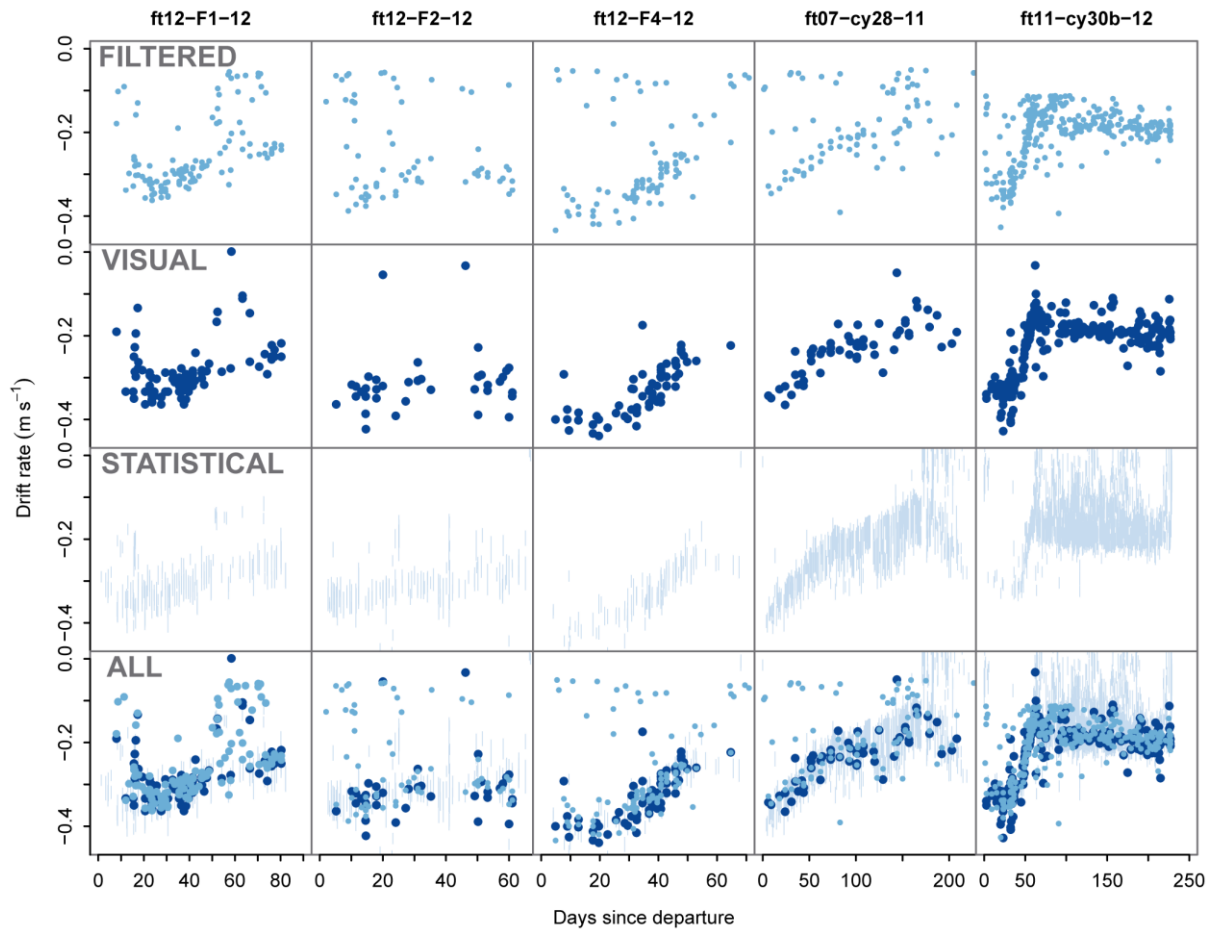 ft12−F1−12 ft12−F2−12 ft12−F4−12 ft07−cy28−11 ft11−cy30b−12
FILTERED
0.0
−0.2
−0.4
VISUAL
0.0
−0.2
−0.4
STATISTICAL
0.0
−0.2
−0.4
ALL
0.0
−0.2
−0.4
Drift rate (m s⁻¹)
0 20 40 60 80 0 20 40 60 0 20 40 60 0 100 200 0 50 100 150 200 250
Days since departure